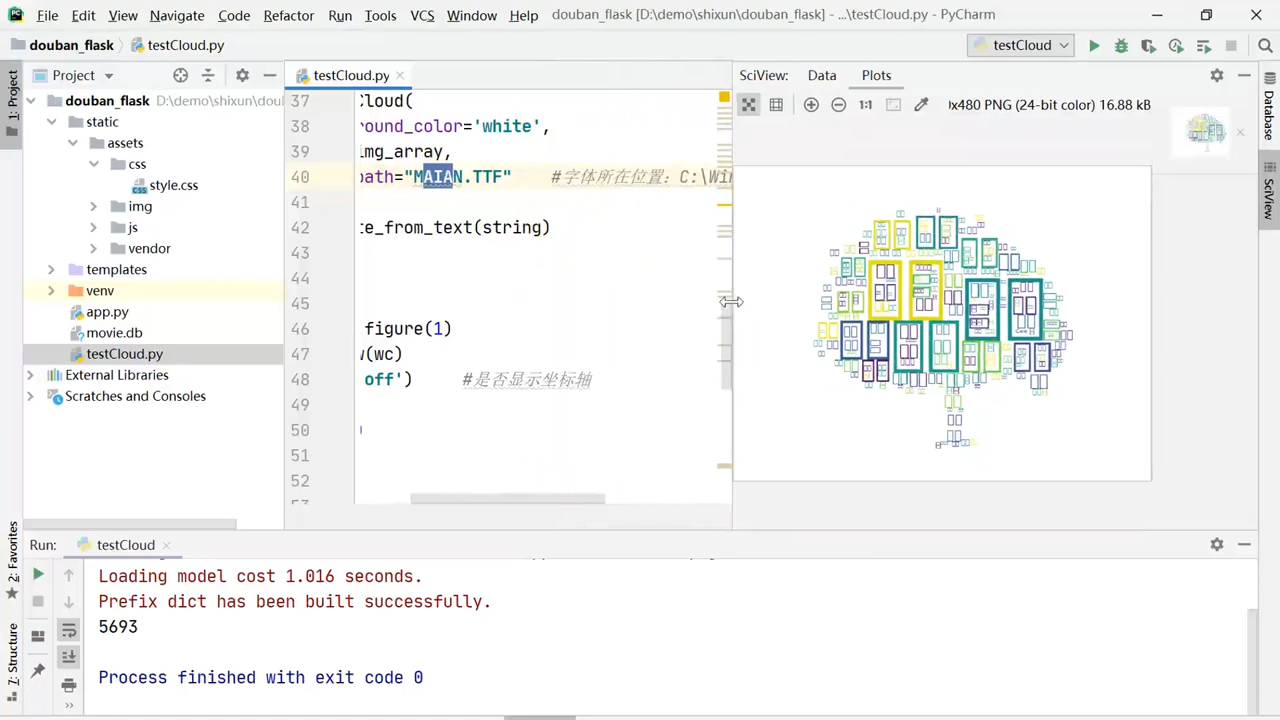 File Edit View Navigate Code Refactor Run Tools VCS Window Help douban_flask [D:\demo\shixun\douban_flask] - ...\testCloud.py - PyCharm
douban_flask testCloud.py testCloud
1: Project
Project
testCloud.py
SciView: Data Plots
Database
SciView
1:1 x480 PNG (24-bit color) 16.88 kB
douban_flask D:\demo\shixun\dou
static
assets
css
style.css
img
js
vendor
templates
venv
app.py
movie.db
testCloud.py
External Libraries
Scratches and Consoles
37 Cloud(
38 round_color='white',
39 img_array,
40 path="MAIAN.TTF" #字体所在位置：C:\Win
41
42 te_from_text(string)
43
44
45
46 figure(1)
47 w(wc)
48 off') #是否显示坐标轴
49
50 )
51
52
53
2: Favorites
7: Structure
Run: testCloud
Loading model cost 1.016 seconds.
Prefix dict has been built successfully.
5693
Process finished with exit code 0